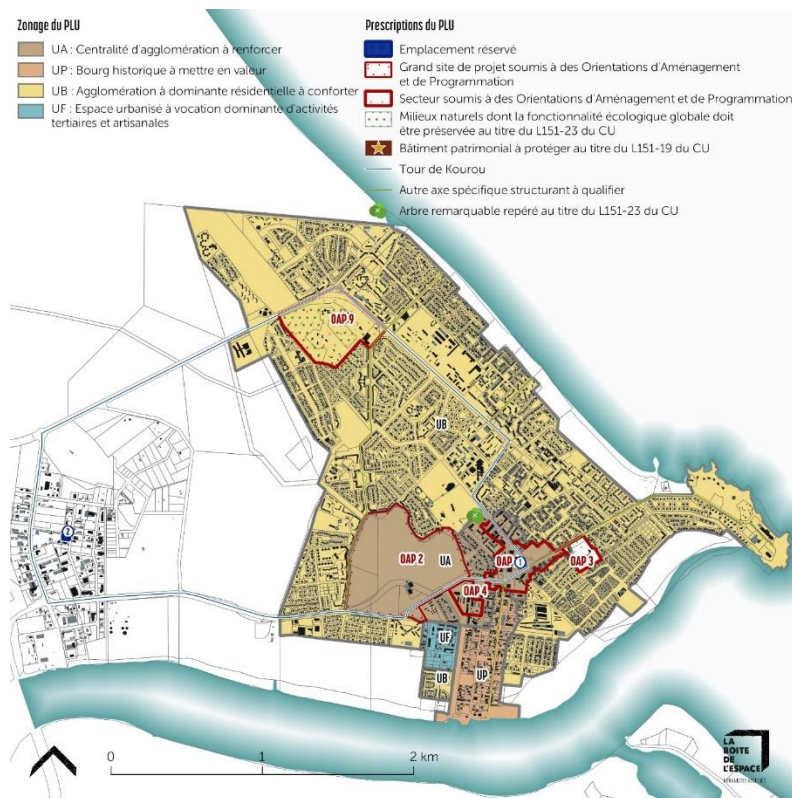 Zonage du PLU
UA : Centralité d'agglomération à renforcer
UP : Bourg historique à mettre en valeur
UB : Agglomération à dominante résidentielle à conforter
UF : Espace urbanisé à vocation dominante d'activités
tertiaires et artisanales
Prescriptions du PLU
Emplacement réservé
Grand site de projet soumis à des Orientations d'Aménagement
et de Programmation
Secteur soumis à des Orientations d'Aménagement et de Programmation
Milieux naturels dont la fonctionnalité écologique globale doit
être préservée au titre du L151-23 du CU
Bâtiment patrimonial à protéger au titre du L151-19 du CU
Tour de Kourou
Autre axe spécifique structurant à qualifier
Arbre remarquable repéré au titre du L151-23 du CU
OAP 9
UB
OAP 2
UA
OAP
1
OAP 3
OAP 4
UF
UB
UP
0
1
2 km
LA
BOITE
DE
L'ESPACE